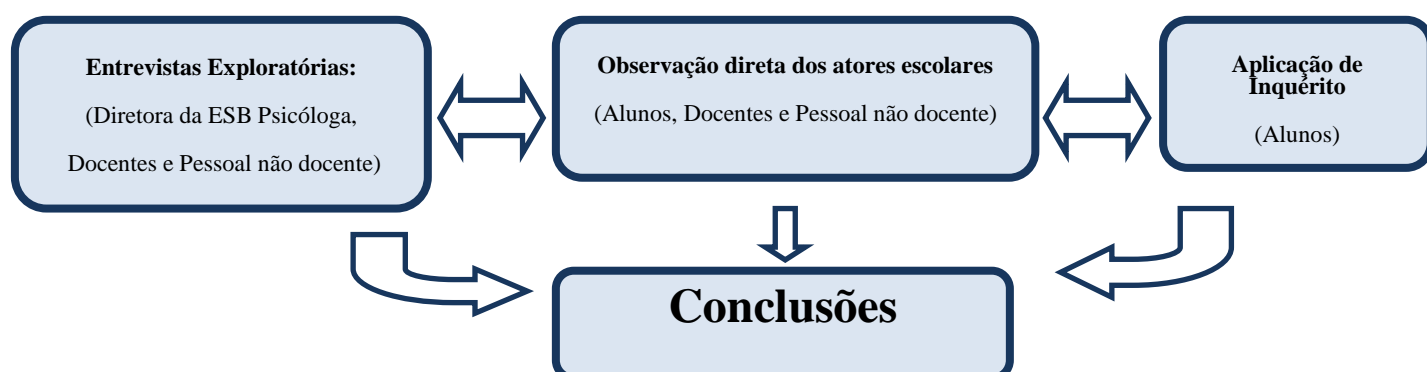 Entrevistas Exploratórias:
(Diretora da ESB Psicóloga,
Docentes e Pessoal não docente)
Observação direta dos atores escolares
(Alunos, Docentes e Pessoal não docente)
Aplicação de
Inquérito
(Alunos)
Conclusões